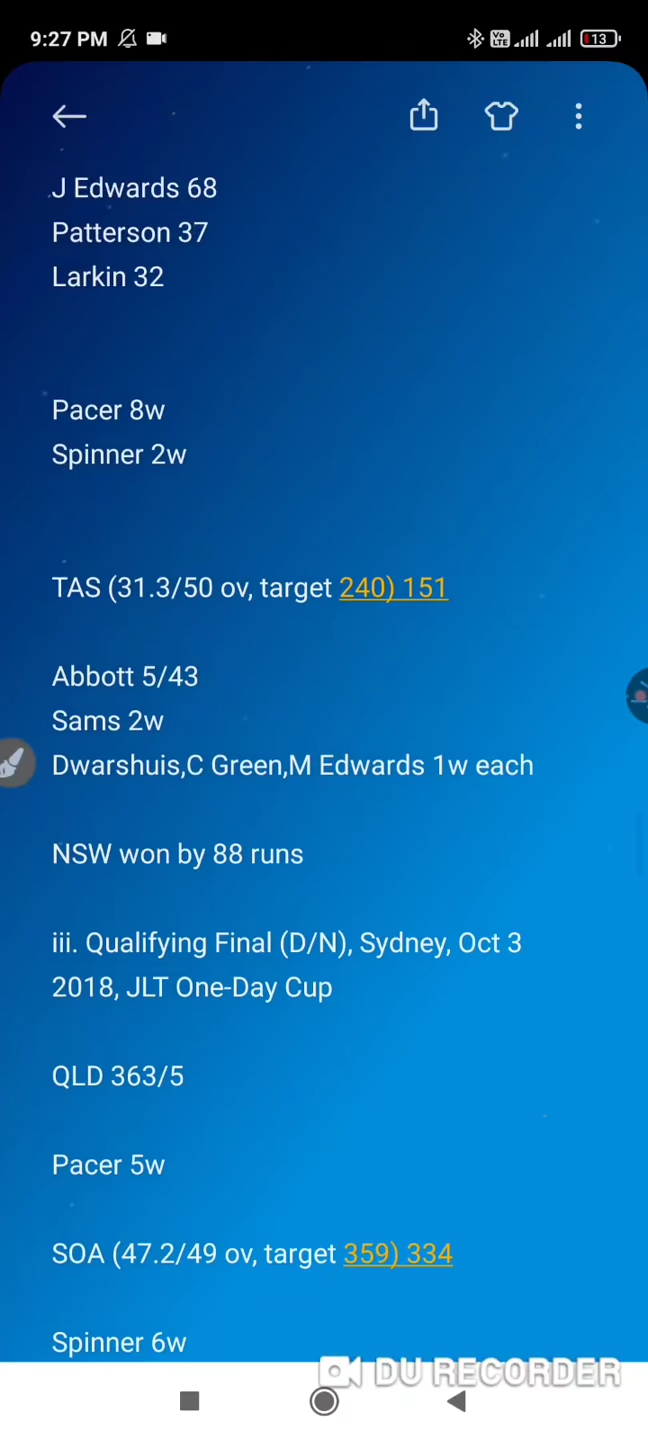 9:27 PM
Vo LTE
13
J Edwards 68
Patterson 37
Larkin 32
Pacer 8w
Spinner 2w
TAS (31.3/50 ov, target 240) 151
Abbott 5/43
Sams 2w
Dwarshuis,C Green,M Edwards 1w each
NSW won by 88 runs
iii. Qualifying Final (D/N), Sydney, Oct 3
2018, JLT One-Day Cup
QLD 363/5
Pacer 5w
SOA (47.2/49 ov, target 359) 334
Spinner 6w
DU RECORDER